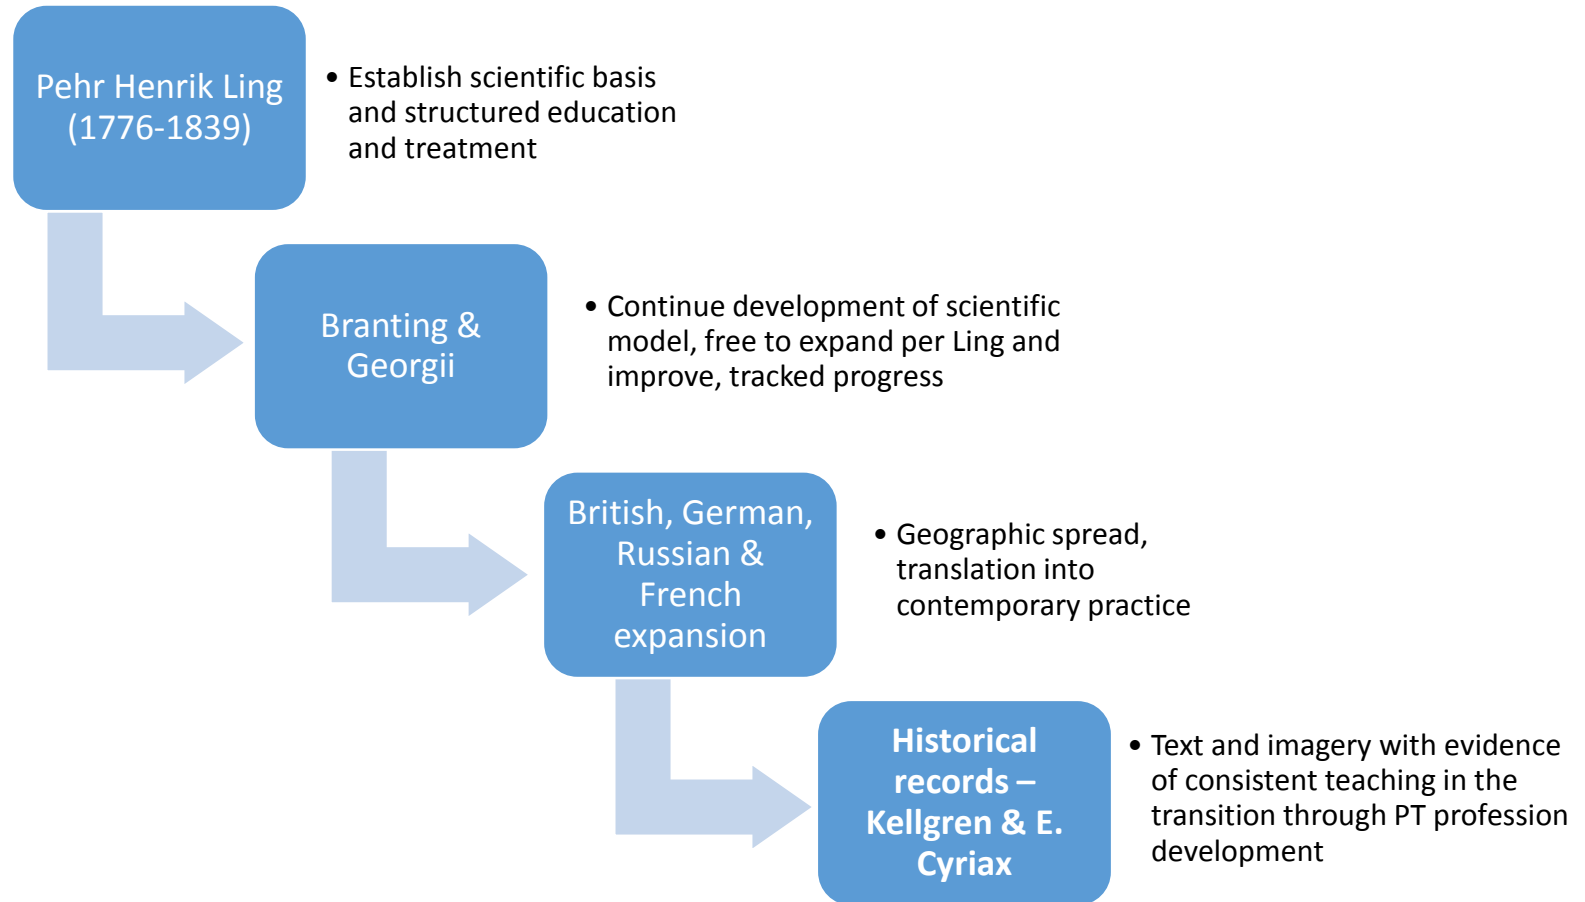 Pehr Henrik Ling
(1776-1839)
• Establish scientific basis
and structured education
and treatment
Branting &
Georgii
• Continue development of scientific
model, free to expand per Ling and
improve, tracked progress
British, German,
Russian &
French
expansion
• Geographic spread,
translation into
contemporary practice
Historical
records –
Kellgren & E.
Cyriax
• Text and imagery with evidence
of consistent teaching in the
transition through PT profession
development